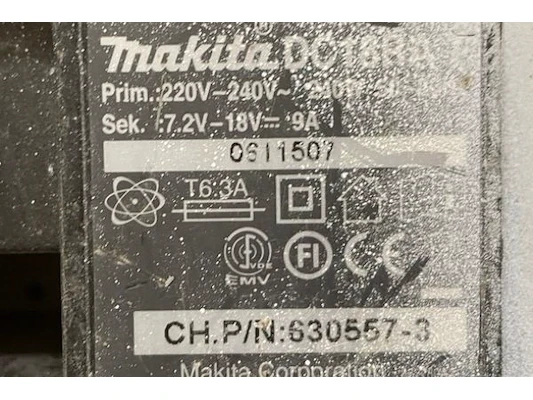 Makita
Prim.:220V–240V~
Sek. :7.2V–18V⎓ 9A
0611507
T6.3A
VDE
EMV
FI
CE
CH.P/N:630557-3
Makita Corporation